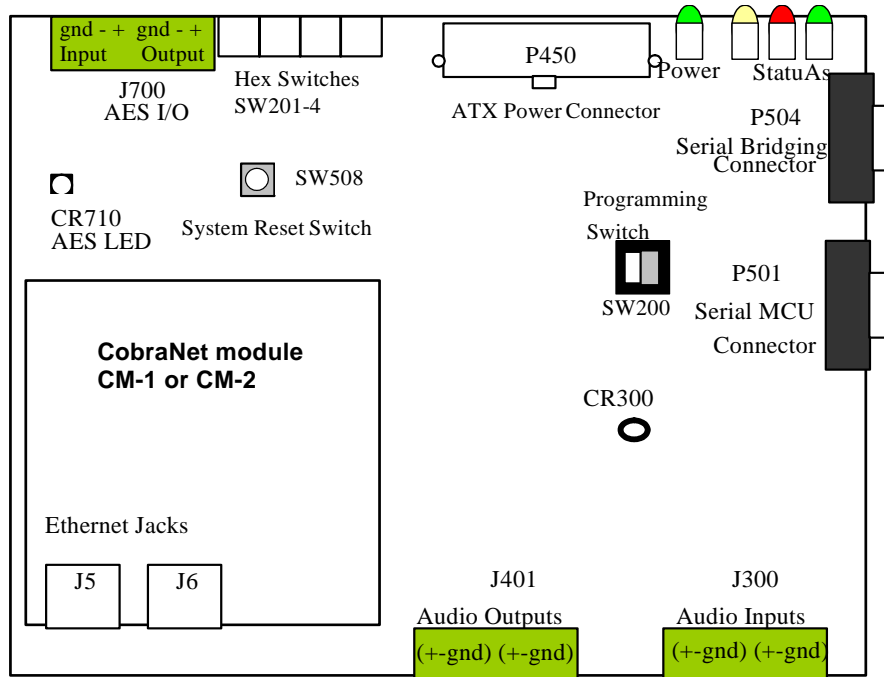 gnd - + gnd - +
Input Output
J700
AES I/O
Hex Switches
SW201-4
P450
ATX Power Connector
Power
StatuAs
P504
Serial Bridging
Connector
CR710
AES LED
SW508
System Reset Switch
Programming
Switch
SW200
P501
Serial MCU
Connector
CobraNet module
CM-1 or CM-2
CR300
Ethernet Jacks
J5
J6
J401
Audio Outputs
(+-gnd) (+-gnd)
J300
Audio Inputs
(+-gnd) (+-gnd)